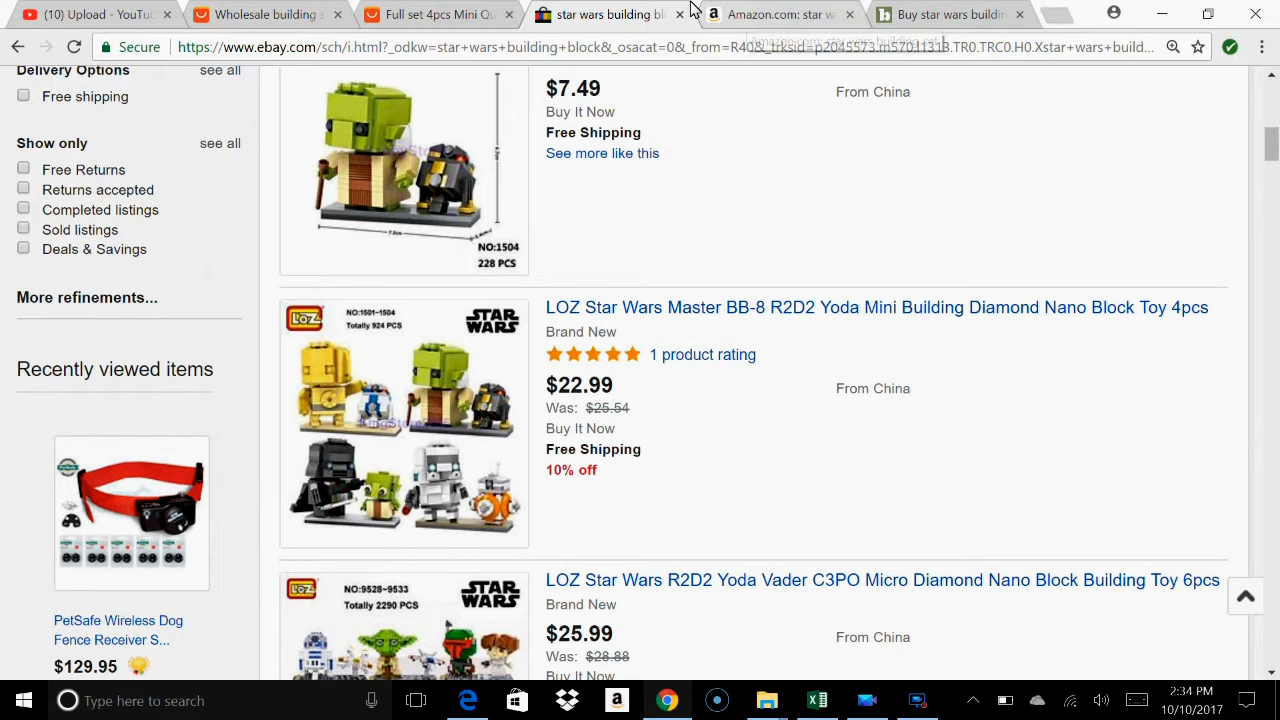 (10) Upload - YouTu
Wholesale building s
Full set 4pcs Mini Qu
star wars building blo
Amazon.com: star w
Buy star wars buildin
Secure
https://www.ebay.com/sch/i.html?_odkw=star+wars+building+block&_osacat=0&_from=R40&_trksid=p2045573.m570.l1313.TR0.TRC0.H0.Xstar+wars+build...
Delivery Options
see all
Free shipping
Show only
see all
Free Returns
Returns accepted
Completed listings
Sold listings
Deals & Savings
More refinements...
Recently viewed items
PetSafe Wireless Dog
Fence Receiver S...
$129.95
NO:1504
228 PCS
$7.49
From China
Buy It Now
Free Shipping
See more like this
LOZ
NO:1501~1504
Totally 924 PCS
STAR
WARS
LOZ Star Wars Master BB-8 R2D2 Yoda Mini Building Diamond Nano Block Toy 4pcs
Brand New
1 product rating
$22.99
From China
Was: $25.54
Buy It Now
Free Shipping
10% off
LOZ
NO:9528~9533
Totally 2290 PCS
STAR
WARS
LOZ Star Wars R2D2 Yoda Vader C3PO Micro Diamond Nano Block Building Toy 6pcs
Brand New
$25.99
From China
Was: $28.88
Buy It Now
Type here to search
2:34 PM
10/10/2017